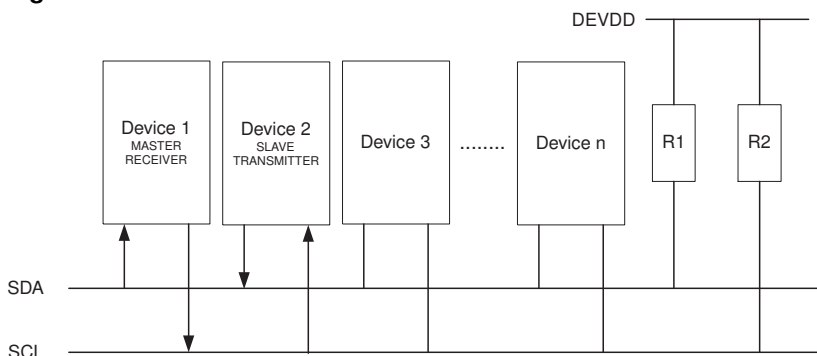 DEVDD
Device 1
MASTER
RECEIVER
Device 2
SLAVE
TRANSMITTER
Device 3
........
Device n
R1
R2
SDA
SCL